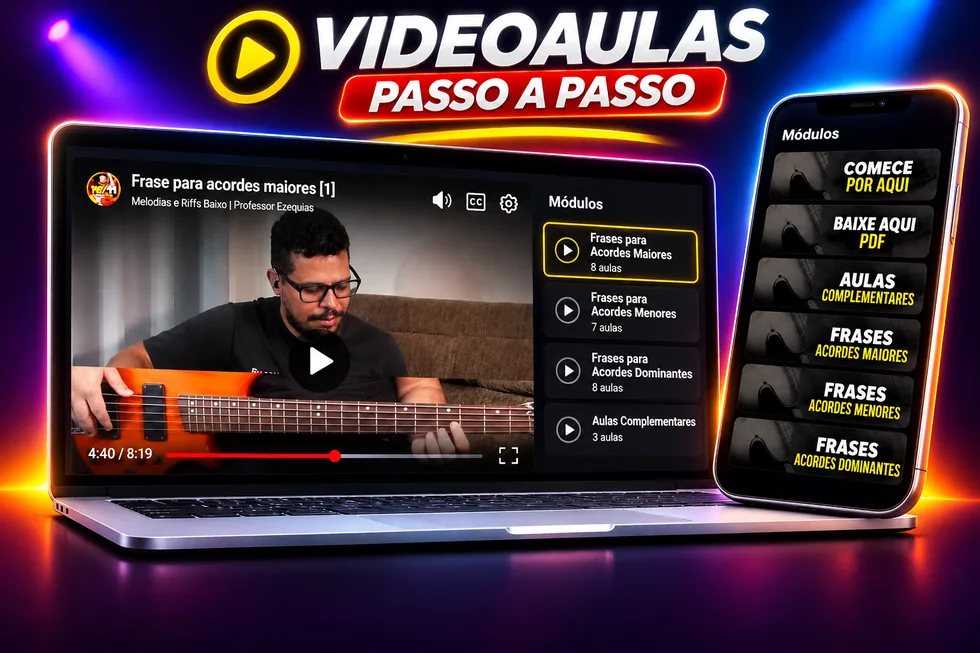 VIDEOAULAS
PASSO A PASSO
Frase para acordes maiores [1]
Melodias e Riffs Baixo | Professor Ezequias
CC
4:40 / 8:19
Módulos
Frases para
Acordes Maiores
8 aulas
Frases para
Acordes Menores
7 aulas
Frases para
Acordes Dominantes
8 aulas
Aulas Complementares
3 aulas
Módulos
COMECE
POR AQUI
BAIXE AQUI
PDF
AULAS
COMPLEMENTARES
FRASES
ACORDES MAIORES
FRASES
ACORDES MENORES
FRASES
ACORDES DOMINANTES